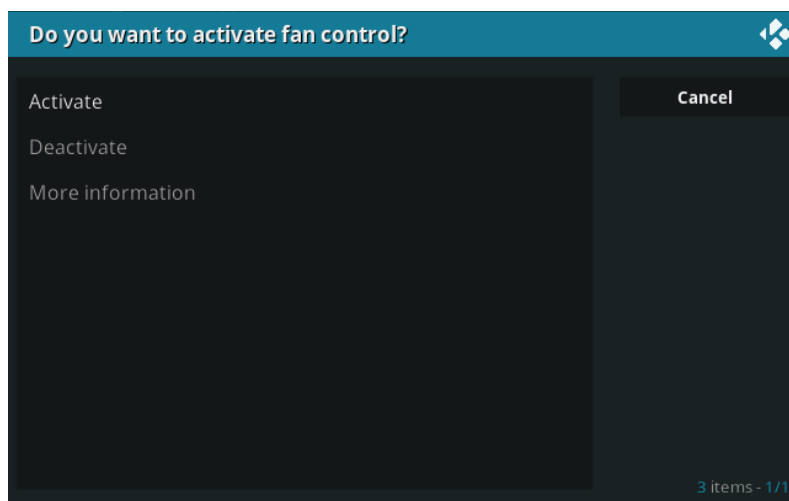 Do you want to activate fan control?
Activate
Cancel
Deactivate
More information
3 items - 1/1